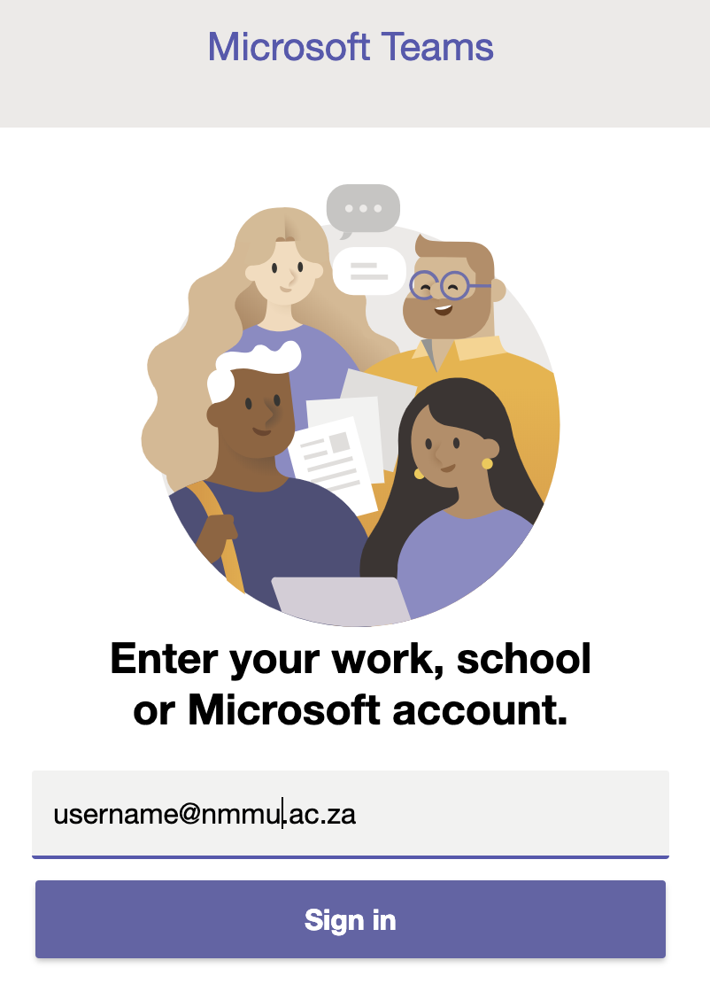 Microsoft Teams
Enter your work, school
or Microsoft account.
username@nmmu.ac.za
Sign in